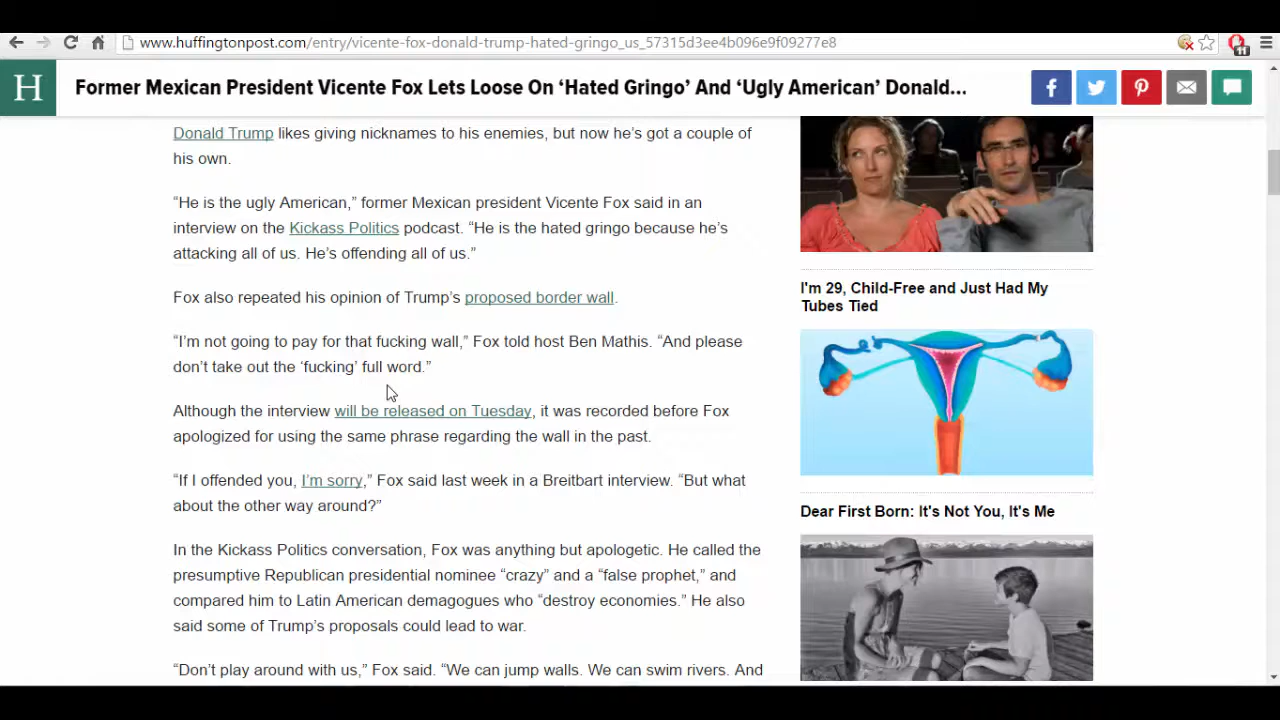 www.huffingtonpost.com/entry/vicente-fox-donald-trump-hated-gringo_us_57315d3ee4b096e9f09277e8
11
H
Former Mexican President Vicente Fox Lets Loose On ‘Hated Gringo’ And ‘Ugly American’ Donald...
Donald Trump likes giving nicknames to his enemies, but now he’s got a couple of
his own.
“He is the ugly American,” former Mexican president Vicente Fox said in an
interview on the Kickass Politics podcast. “He is the hated gringo because he’s
attacking all of us. He’s offending all of us.”
Fox also repeated his opinion of Trump’s proposed border wall.
“I’m not going to pay for that fucking wall,” Fox told host Ben Mathis. “And please
don’t take out the ‘fucking’ full word.”
Although the interview will be released on Tuesday, it was recorded before Fox
apologized for using the same phrase regarding the wall in the past.
“If I offended you, I’m sorry,” Fox said last week in a Breitbart interview. “But what
about the other way around?”
In the Kickass Politics conversation, Fox was anything but apologetic. He called the
presumptive Republican presidential nominee “crazy” and a “false prophet,” and
compared him to Latin American demagogues who “destroy economies.” He also
said some of Trump’s proposals could lead to war.
“Don’t play around with us,” Fox said. “We can jump walls. We can swim rivers. And
I'm 29, Child-Free and Just Had My
Tubes Tied
Dear First Born: It's Not You, It's Me